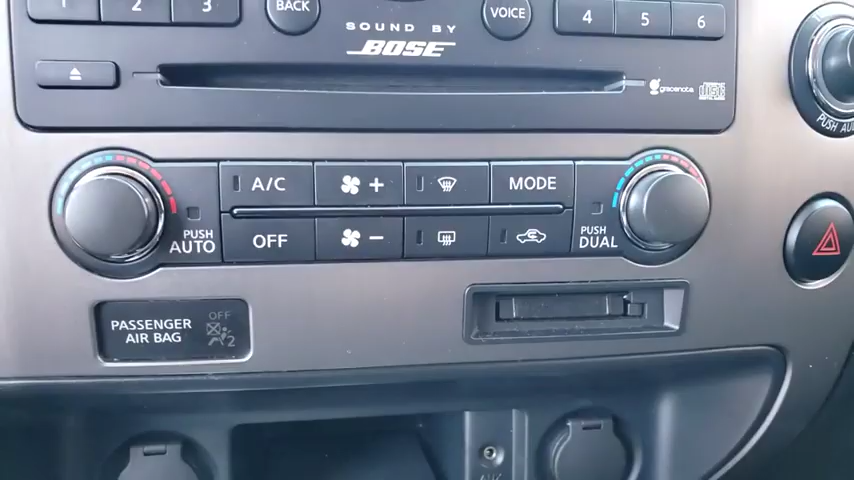 1 2 3
BACK
SOUND BY
BOSE
VOICE
4 5 6
gracenote
PUSH AU
A/C
+
MODE
PUSH
AUTO
OFF
−
PUSH
DUAL
PASSENGER
AIR BAG
OFF
2
AUX